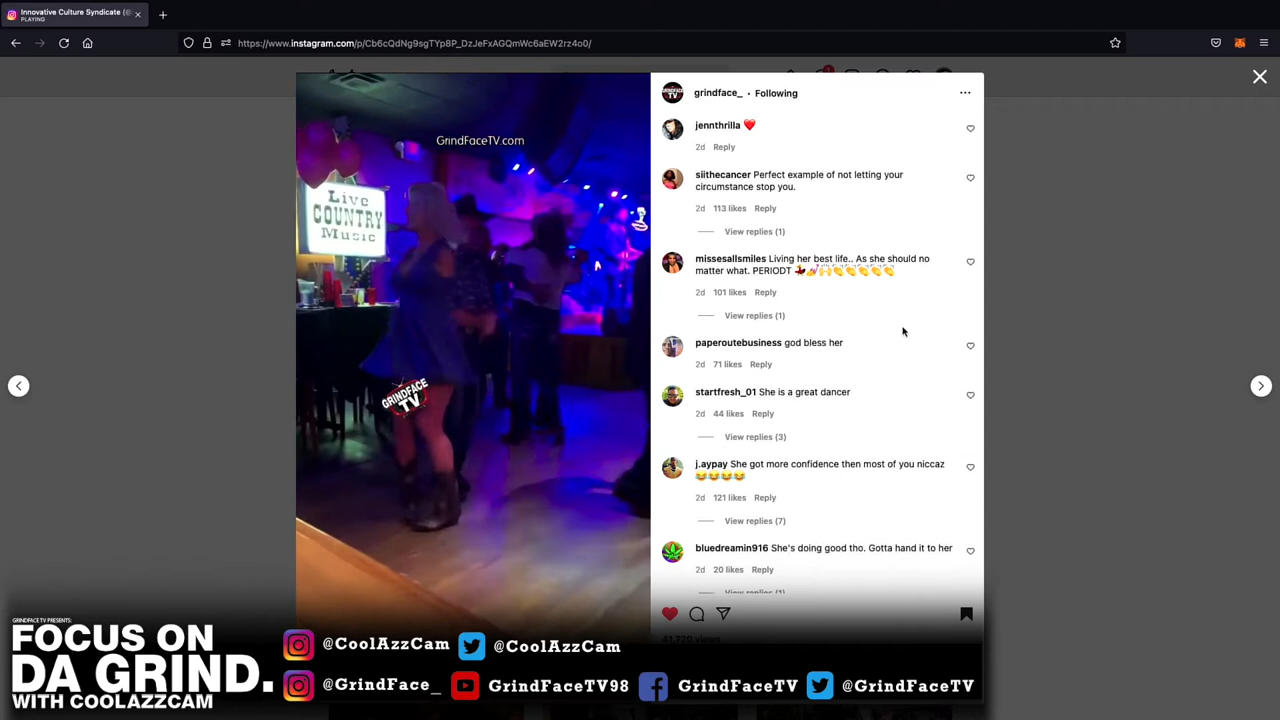 Innovative Culture Syndicate (@
PLAYING
https://www.instagram.com/p/Cb6cQdNg9sgTYp8P_DzJeFxAGQmWc6aEW2rz4o0/
GrindFaceTV.com
Live
COUNTRY
Music
GRINDFACE
TV
grindface_ • Following
jennthrilla ❤️
2d Reply
siithecancer Perfect example of not letting your
circumstance stop you.
2d 113 likes Reply
View replies (1)
missesallsmiles Living her best life.. As she should no
matter what. PERIODT 💃💅🙌👏👏👏👏👏
2d 101 likes Reply
View replies (1)
paperoutebusiness god bless her
2d 71 likes Reply
startfresh_01 She is a great dancer
2d 44 likes Reply
View replies (3)
j.aypay She got more confidence then most of you niccaz
😂😂😂😂
2d 121 likes Reply
View replies (7)
bluedreamin916 She's doing good tho. Gotta hand it to her
2d 20 likes Reply
View replies (1)
41,720 views
GRINDFACE TV PRESENTS:
FOCUS ON
DA GRIND.
WITH COOLAZZCAM
@CoolAzzCam @CoolAzzCam
@GrindFace_ GrindFaceTV98 GrindFaceTV @GrindFaceTV